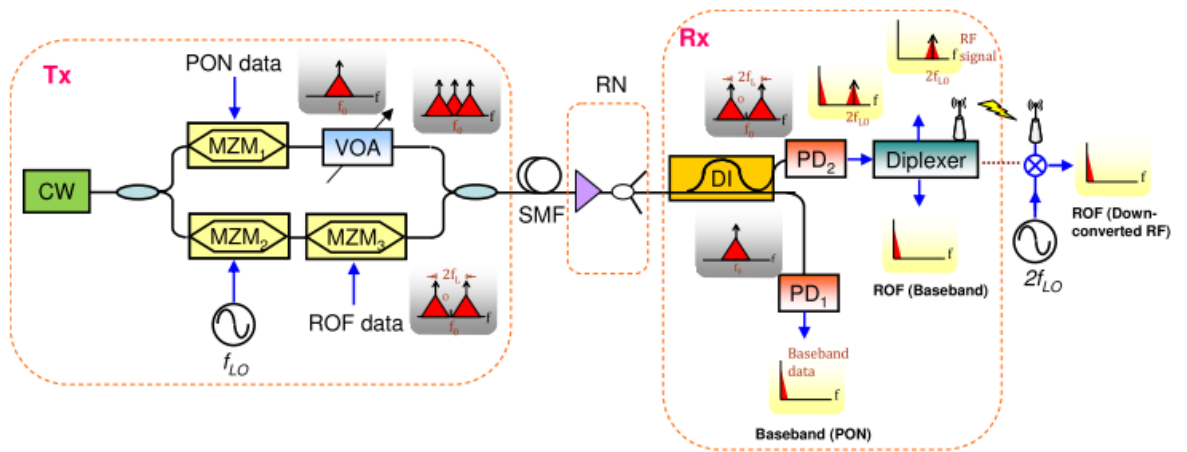 Tx
PON data
MZM1
VOA
f0
f
f0
f
CW
MZM2
MZM3
fLO
ROF data
2fL
O
f0
f
SMF
RN
Rx
2fL
O
f0
f
f
2fLO
RF
signal
f
2fLO
DI
PD2
Diplexer
f
PD1
f
ROF (Baseband)
Baseband
data
f
Baseband (PON)
f
ROF (Down-
converted RF)
2fLO